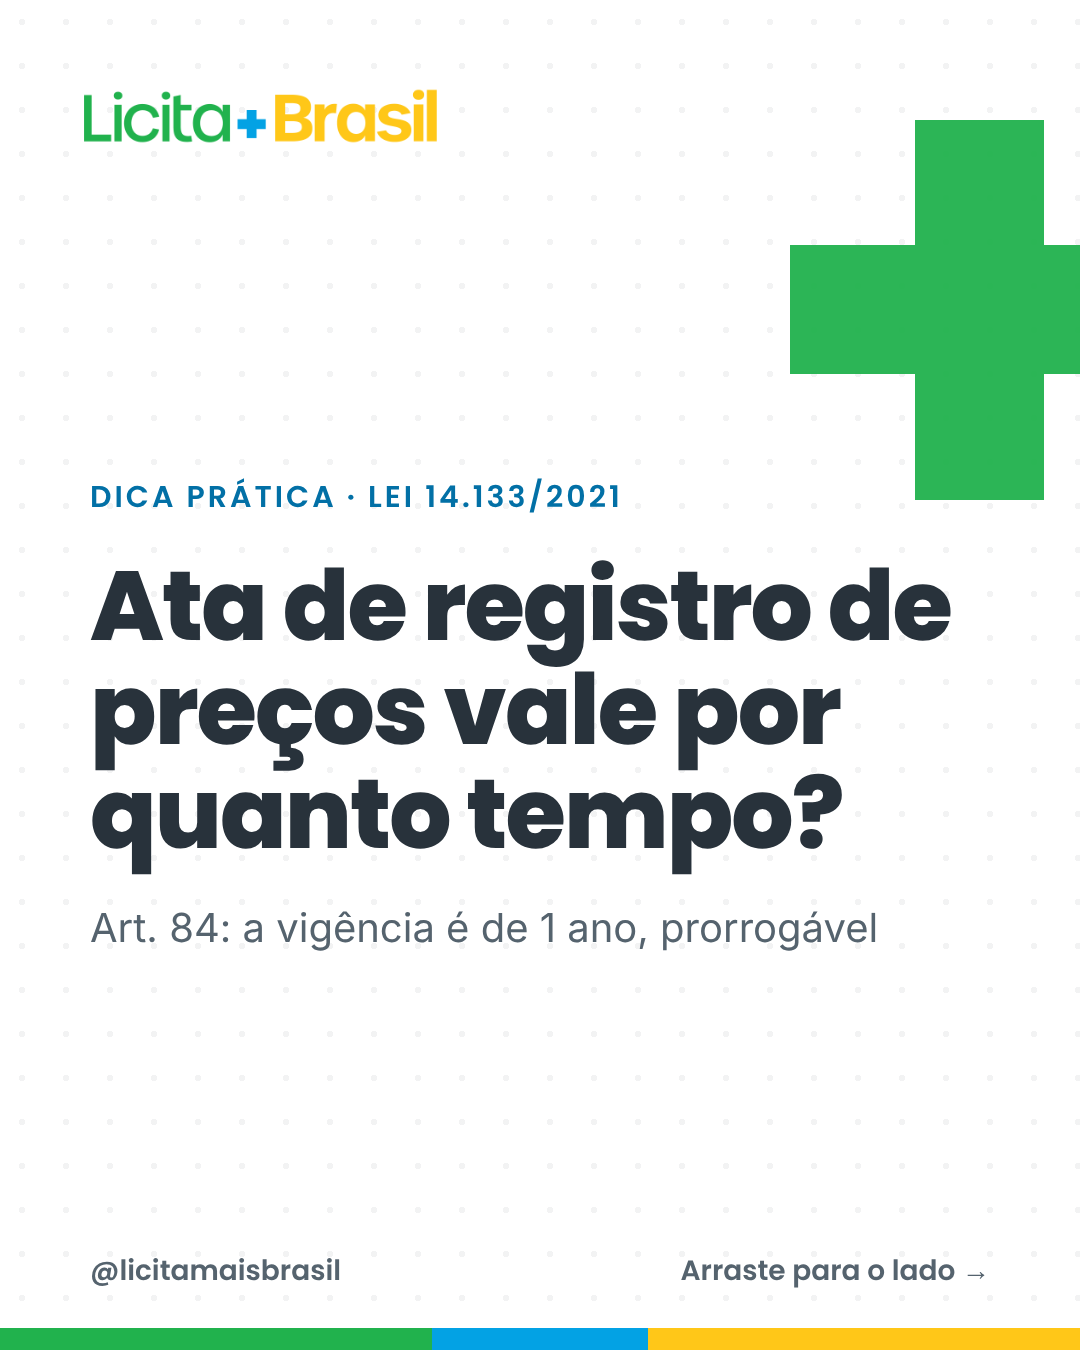 Licita+Brasil
DICA PRÁTICA · LEI 14.133/2021
Ata de registro de
preços vale por
quanto tempo?
Art. 84: a vigência é de 1 ano, prorrogável
@licitamaisbrasil
Arraste para o lado →